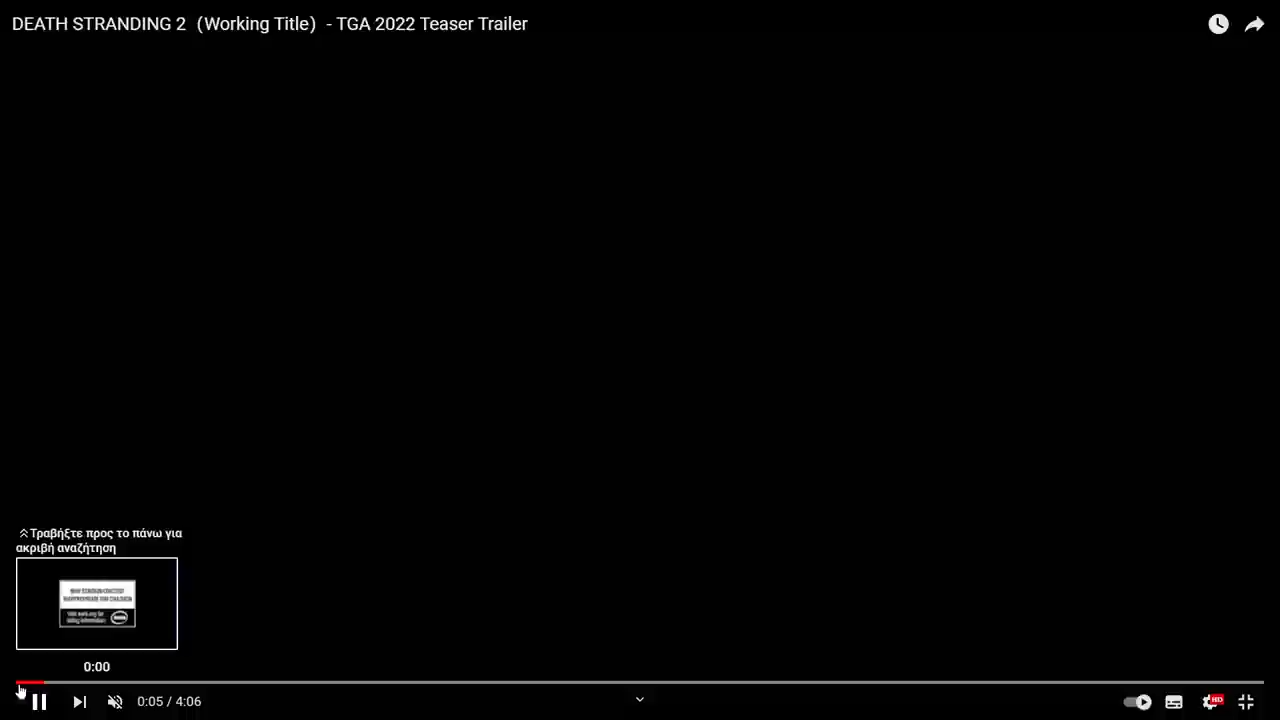 DEATH STRANDING 2（Working Title）- TGA 2022 Teaser Trailer
Τραβήξτε προς το πάνω για
ακριβή αναζήτηση
0:00
0:05 / 4:06
HD